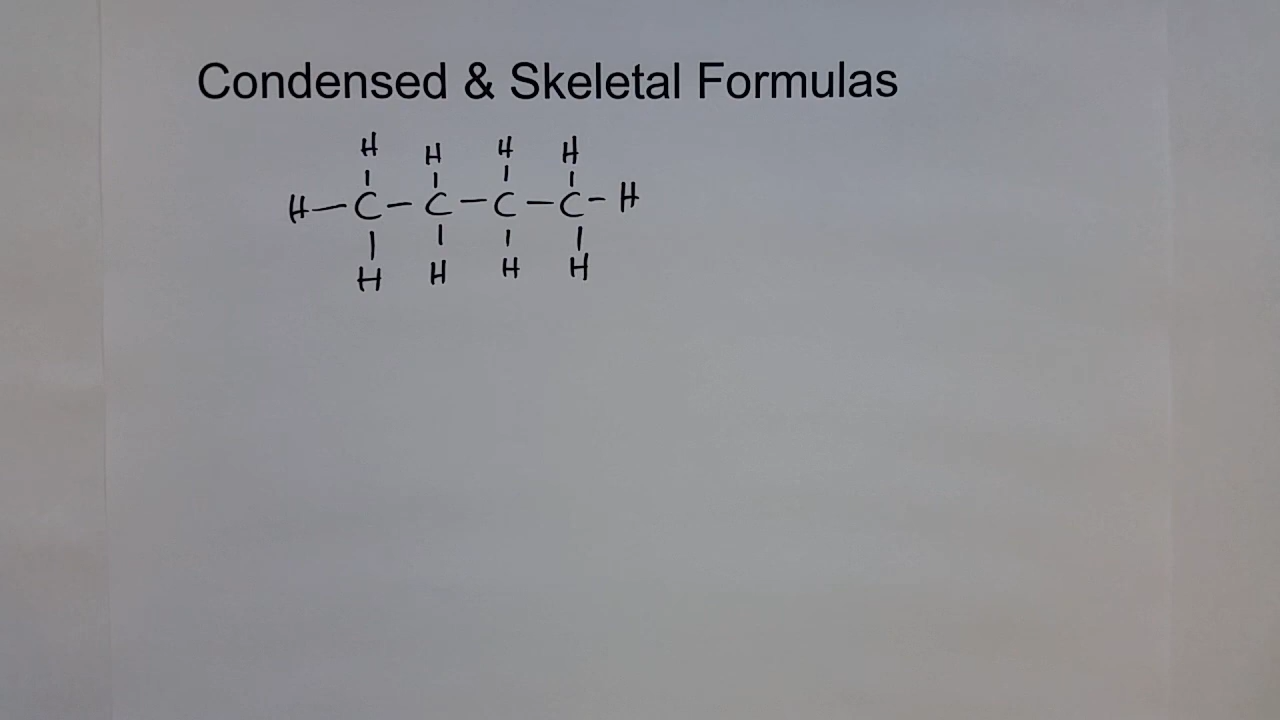 Condensed & Skeletal Formulas
H H H H
H—C—C—C—C—H
H H H H